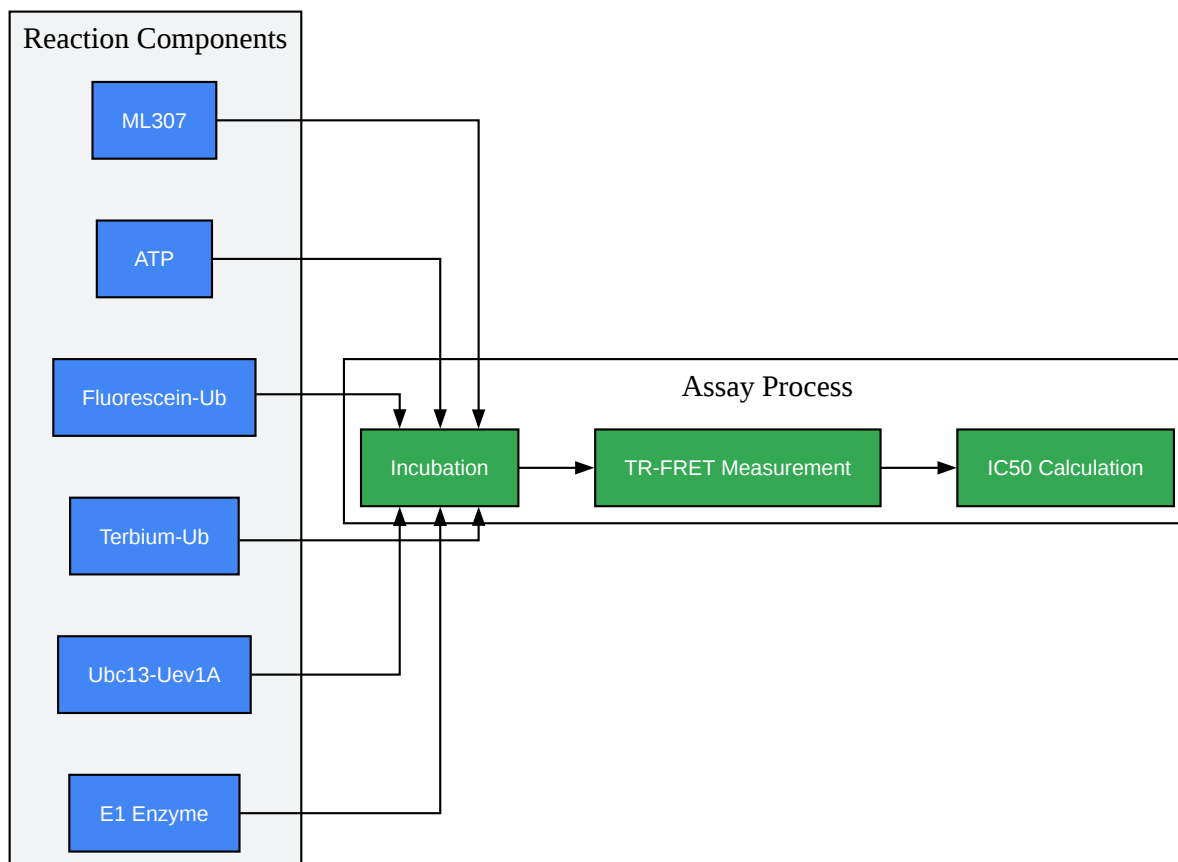 Reaction Components
ML307
ATP
Fluorescein-Ub
Assay Process
Incubation
TR-FRET Measurement
IC50 Calculation
Terbium-Ub
Ubc13-Uev1A
E1 Enzyme